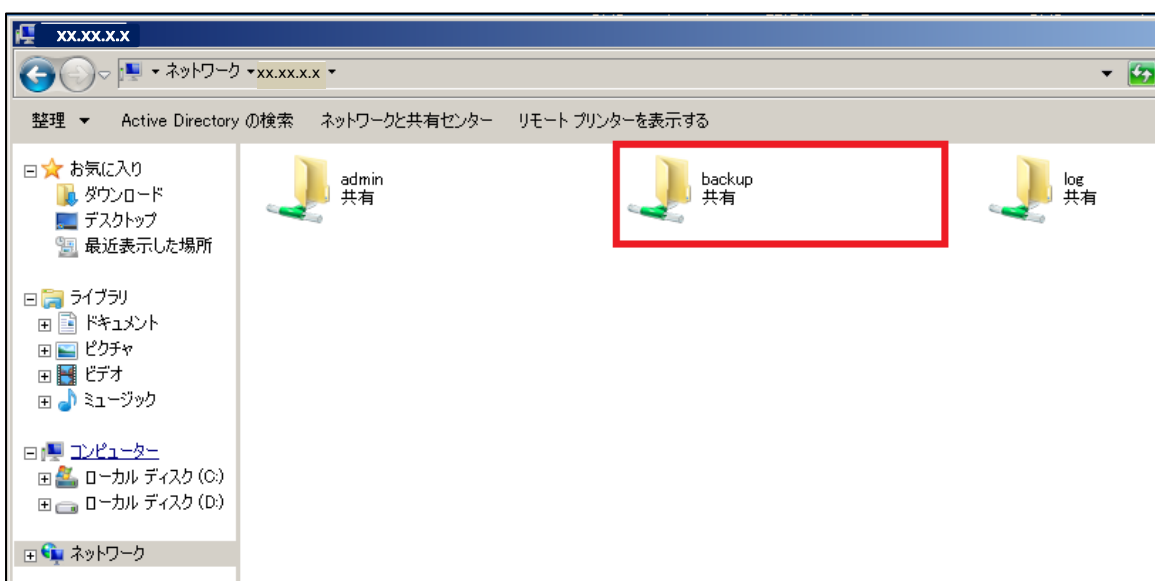 xx.xx.x.x
ネットワーク xx.xx.x.x
整理 Active Directory の検索 ネットワークと共有センター リモート プリンターを表示する
お気に入り
ダウンロード
デスクトップ
最近表示した場所
ライブラリ
ドキュメント
ピクチャ
ビデオ
ミュージック
コンピューター
ローカル ディスク (C:)
ローカル ディスク (D:)
ネットワーク
admin
共有
backup
共有
log
共有